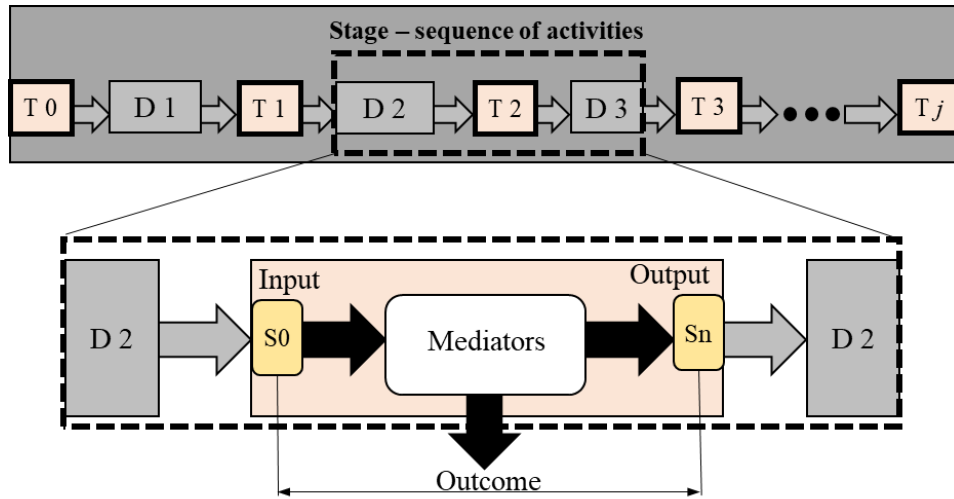 Stage – sequence of activities
T 0
D 1
T 1
D 2
T 2
D 3
T 3
T j
Input
Output
D 2
S0
Mediators
Sn
D 2
Outcome